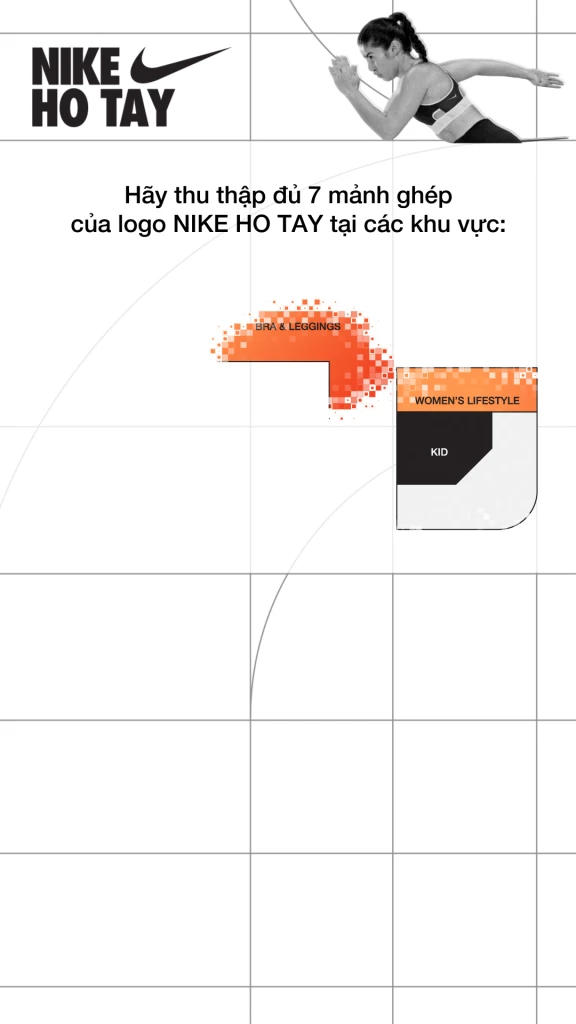 NIKE
HO TAY
Hãy thu thập đủ 7 mảnh ghép
của logo NIKE HO TAY tại các khu vực:
BRA & LEGGINGS
WOMEN'S LIFESTYLE
KID